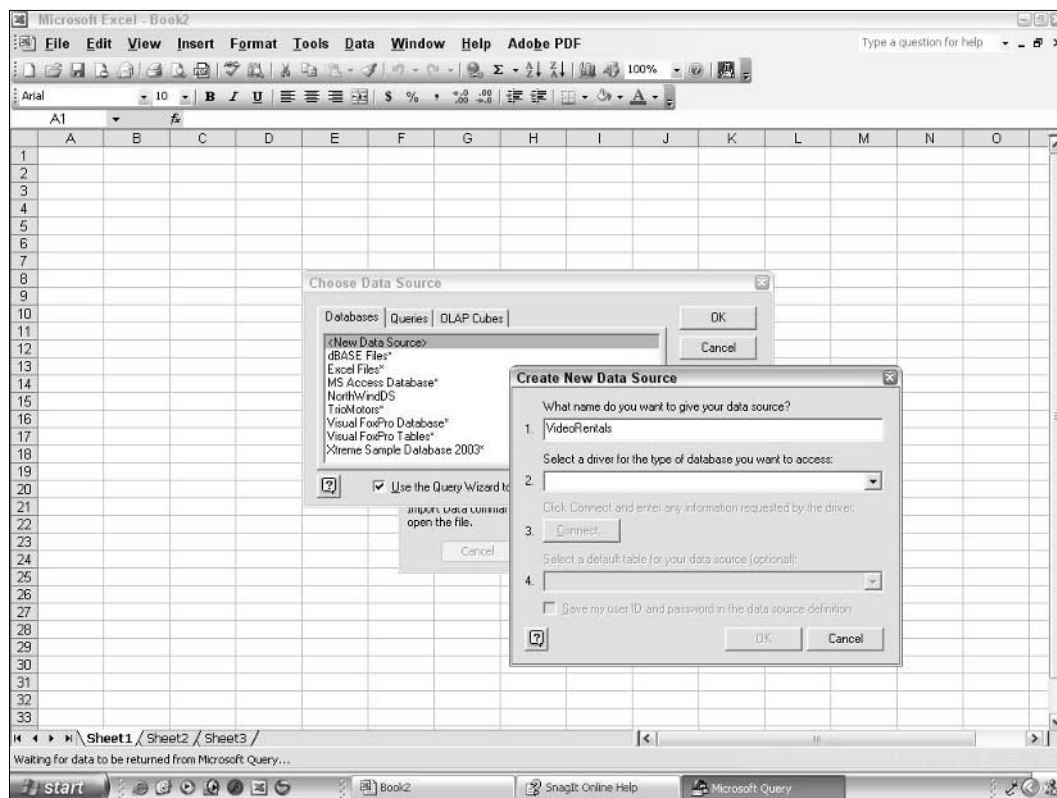 Microsoft Excel - Book2
File Edit View Insert Format Tools Data Window Help Adobe PDF
Type a question for help
100%
Arial 10 B I U $ % , A
A1 fx
A B C D E F G H I J K L M N O
1
2
3
4
5
6
7
8
9
10
11
12
13
14
15
16
17
18
19
20
21
22
23
24
25
26
27
28
29
30
31
32
33
Choose Data Source
Databases Queries OLAP Cubes
<New Data Source>
dBASE Files*
Excel Files*
MS Access Database*
NorthWindDS
TrioMotors*
Visual FoxPro Database*
Visual FoxPro Tables*
Xtreme Sample Database 2003*
OK
Cancel
Use the Query Wizard to
Import Data comman
open the file.
Cancel
Create New Data Source
What name do you want to give your data source?
1. VideoRentals
Select a driver for the type of database you want to access:
2.
Click Connect and enter any information requested by the driver:
3. Connect...
Select a default table for your data source (optional):
4.
Save my user ID and password in the data source definition
OK Cancel
Sheet1 / Sheet2 / Sheet3 /
Waiting for data to be returned from Microsoft Query...
start
Book2
SnagIt Online Help
Microsoft Query